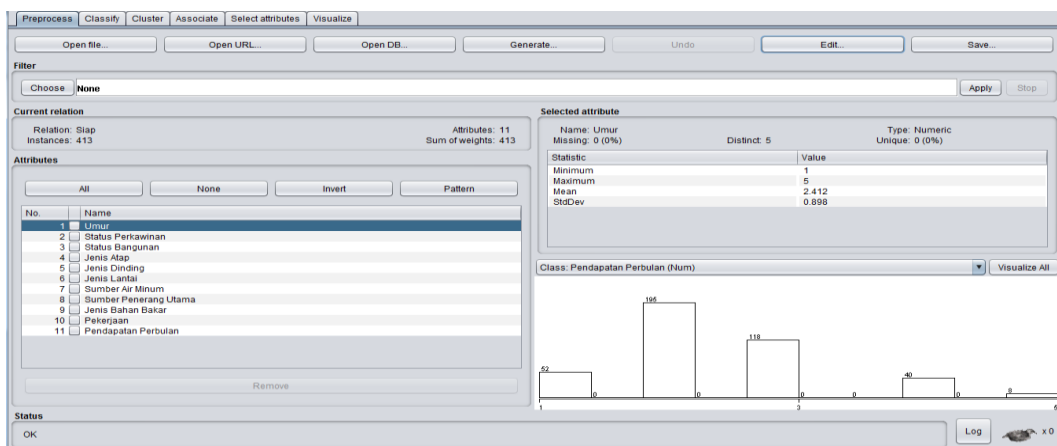 Preprocess Classify Cluster Associate Select attributes Visualize
Open file... Open URL... Open DB... Generate... Undo Edit... Save...
Filter
Choose None Apply Stop
Current relation
Relation: Siap Attributes: 11
Instances: 413 Sum of weights: 413
Attributes
All None Invert Pattern
No. Name
1 Umur
2 Status Perkawinan
3 Status Bangunan
4 Jenis Atap
5 Jenis Dinding
6 Jenis Lantai
7 Sumber Air Minum
8 Sumber Penerang Utama
9 Jenis Bahan Bakar
10 Pekerjaan
11 Pendapatan Perbulan
Remove
Selected attribute
Name: Umur Type: Numeric
Missing: 0 (0%) Distinct: 5 Unique: 0 (0%)
Statistic Value
Minimum 1
Maximum 5
Mean 2.412
StdDev 0.898
Class: Pendapatan Perbulan (Num) Visualize All
195
118
52 40
0 0 0 0 0 8
1 3 5
Status
OK Log x 0